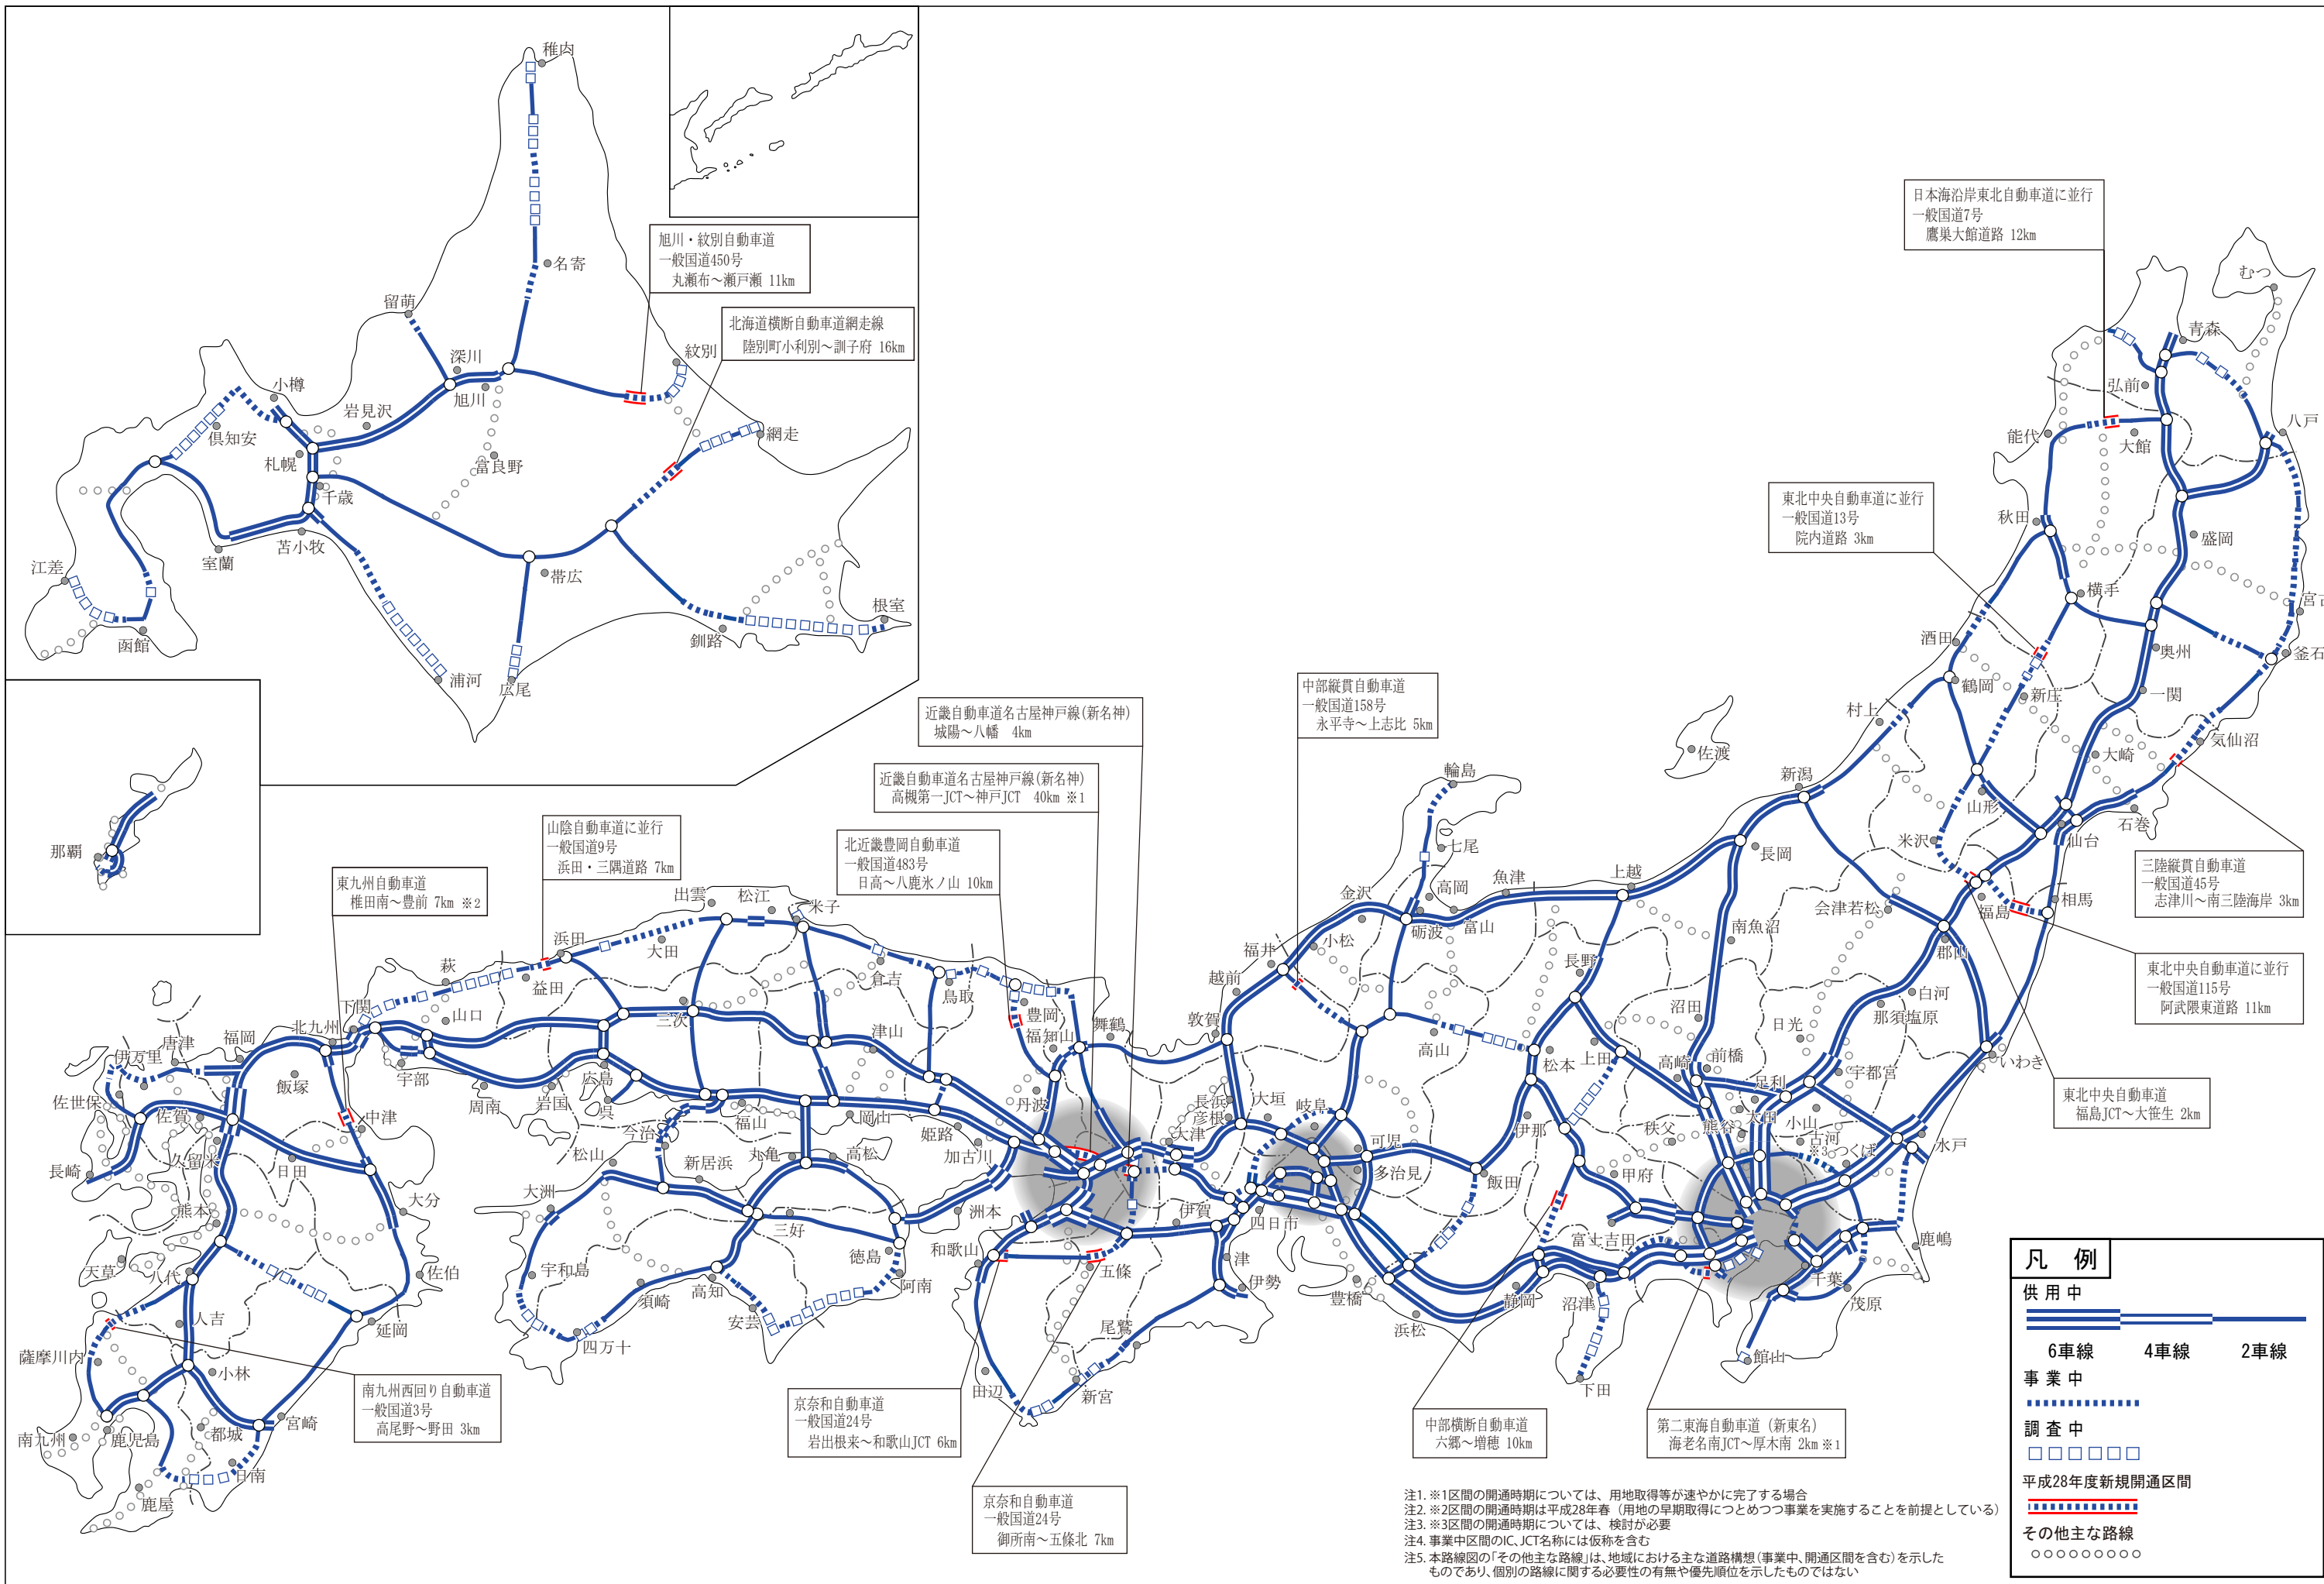 稚内
名寄
旭川・紋別自動車道
一般国道450号
丸瀬布～瀬戸瀬 11km
北海道横断自動車道網走線
陸別町小利別～訓子府 16km
留萌
紋別
深川
旭川
小樽
岩見沢
倶知安
札幌
富良野
網走
千歳
苫小牧
室蘭
江差
函館
帯広
釧路
根室
浦河
広尾
那覇
日本海沿岸東北自動車道に並行
一般国道7号
鷹巣大館道路 12km
むつ
青森
弘前
八戸
能代
大館
東北中央自動車道に並行
一般国道13号
院内道路 3km
秋田
盛岡
横手
宮古
酒田
奥州
釜石
鶴岡
新庄
一関
村上
気仙沼
佐渡
大崎
新潟
山形
石巻
仙台
米沢
長岡
三陸縦貫自動車道
一般国道45号
志津川～南三陸海岸 3km
相馬
福島
会津若松
南魚沼
郡山
東北中央自動車道に並行
一般国道115号
阿武隈東道路 11km
白河
那須塩原
日光
沼田
いわき
宇都宮
東北中央自動車道
福島JCT～大笹生 2km
近畿自動車道名古屋神戸線(新名神)
城陽～八幡　4km
近畿自動車道名古屋神戸線(新名神)
高槻第一JCT～神戸JCT　40km ※1
中部縦貫自動車道
一般国道158号
永平寺～上志比 5km
輪島
七尾
高岡
魚津
上越
金沢
砺波
富山
福井
小松
越前
敦賀
長野
高山
松本
上田
高崎
前橋
足利
太田
小山
熊谷
古河
※3
つくば
水戸
秩父
伊那
甲府
飯田
富士吉田
鹿嶋
千葉
茂原
館山
沼津
静岡
下田
浜松
豊橋
山陰自動車道に並行
一般国道9号
浜田・三隅道路 7km
北近畿豊岡自動車道
一般国道483号
日高～八鹿氷ノ山 10km
東九州自動車道
椎田南～豊前 7km ※2
出雲
松江
米子
浜田
大田
益田
萩
山口
下関
北九州
福岡
唐津
伊万里
飯塚
宇部
佐世保
佐賀
中津
久留米
日田
長崎
大分
熊本
天草
八代
佐伯
人吉
延岡
薩摩川内
小林
宮崎
南九州
鹿児島
都城
日南
鹿屋
南九州西回り自動車道
一般国道3号
高尾野～野田 3km
倉吉
鳥取
豊岡
福知山
舞鶴
三次
津山
広島
呉
岩国
周南
福山
岡山
姫路
加古川
丹波
今治
松山
新居浜
丸亀
高松
大洲
三好
徳島
洲本
宇和島
須崎
高知
安芸
阿南
四万十
長浜
彦根
大津
大垣
岐阜
可児
多治見
四日市
伊賀
津
伊勢
和歌山
五條
尾鷲
田辺
新宮
京奈和自動車道
一般国道24号
岩出根来～和歌山JCT 6km
京奈和自動車道
一般国道24号
御所南～五條北 7km
中部横断自動車道
六郷～増穂 10km
第二東海自動車道（新東名）
海老名南JCT～厚木南 2km ※1
注1. ※1区間の開通時期については、用地取得等が速やかに完了する場合
注2. ※2区間の開通時期は平成28年春（用地の早期取得につとめつつ事業を実施することを前提としている）
注3. ※3区間の開通時期については、検討が必要
注4. 事業中区間のIC、JCT名称には仮称を含む
注5. 本路線図の「その他主な路線」は、地域における主な道路構想（事業中、開通区間を含む）を示した
ものであり、個別の路線に関する必要性の有無や優先順位を示したものではない
凡 例
供 用 中
6車線 4車線 2車線
事 業 中
調 査 中
平成28年度新規開通区間
その他主な路線